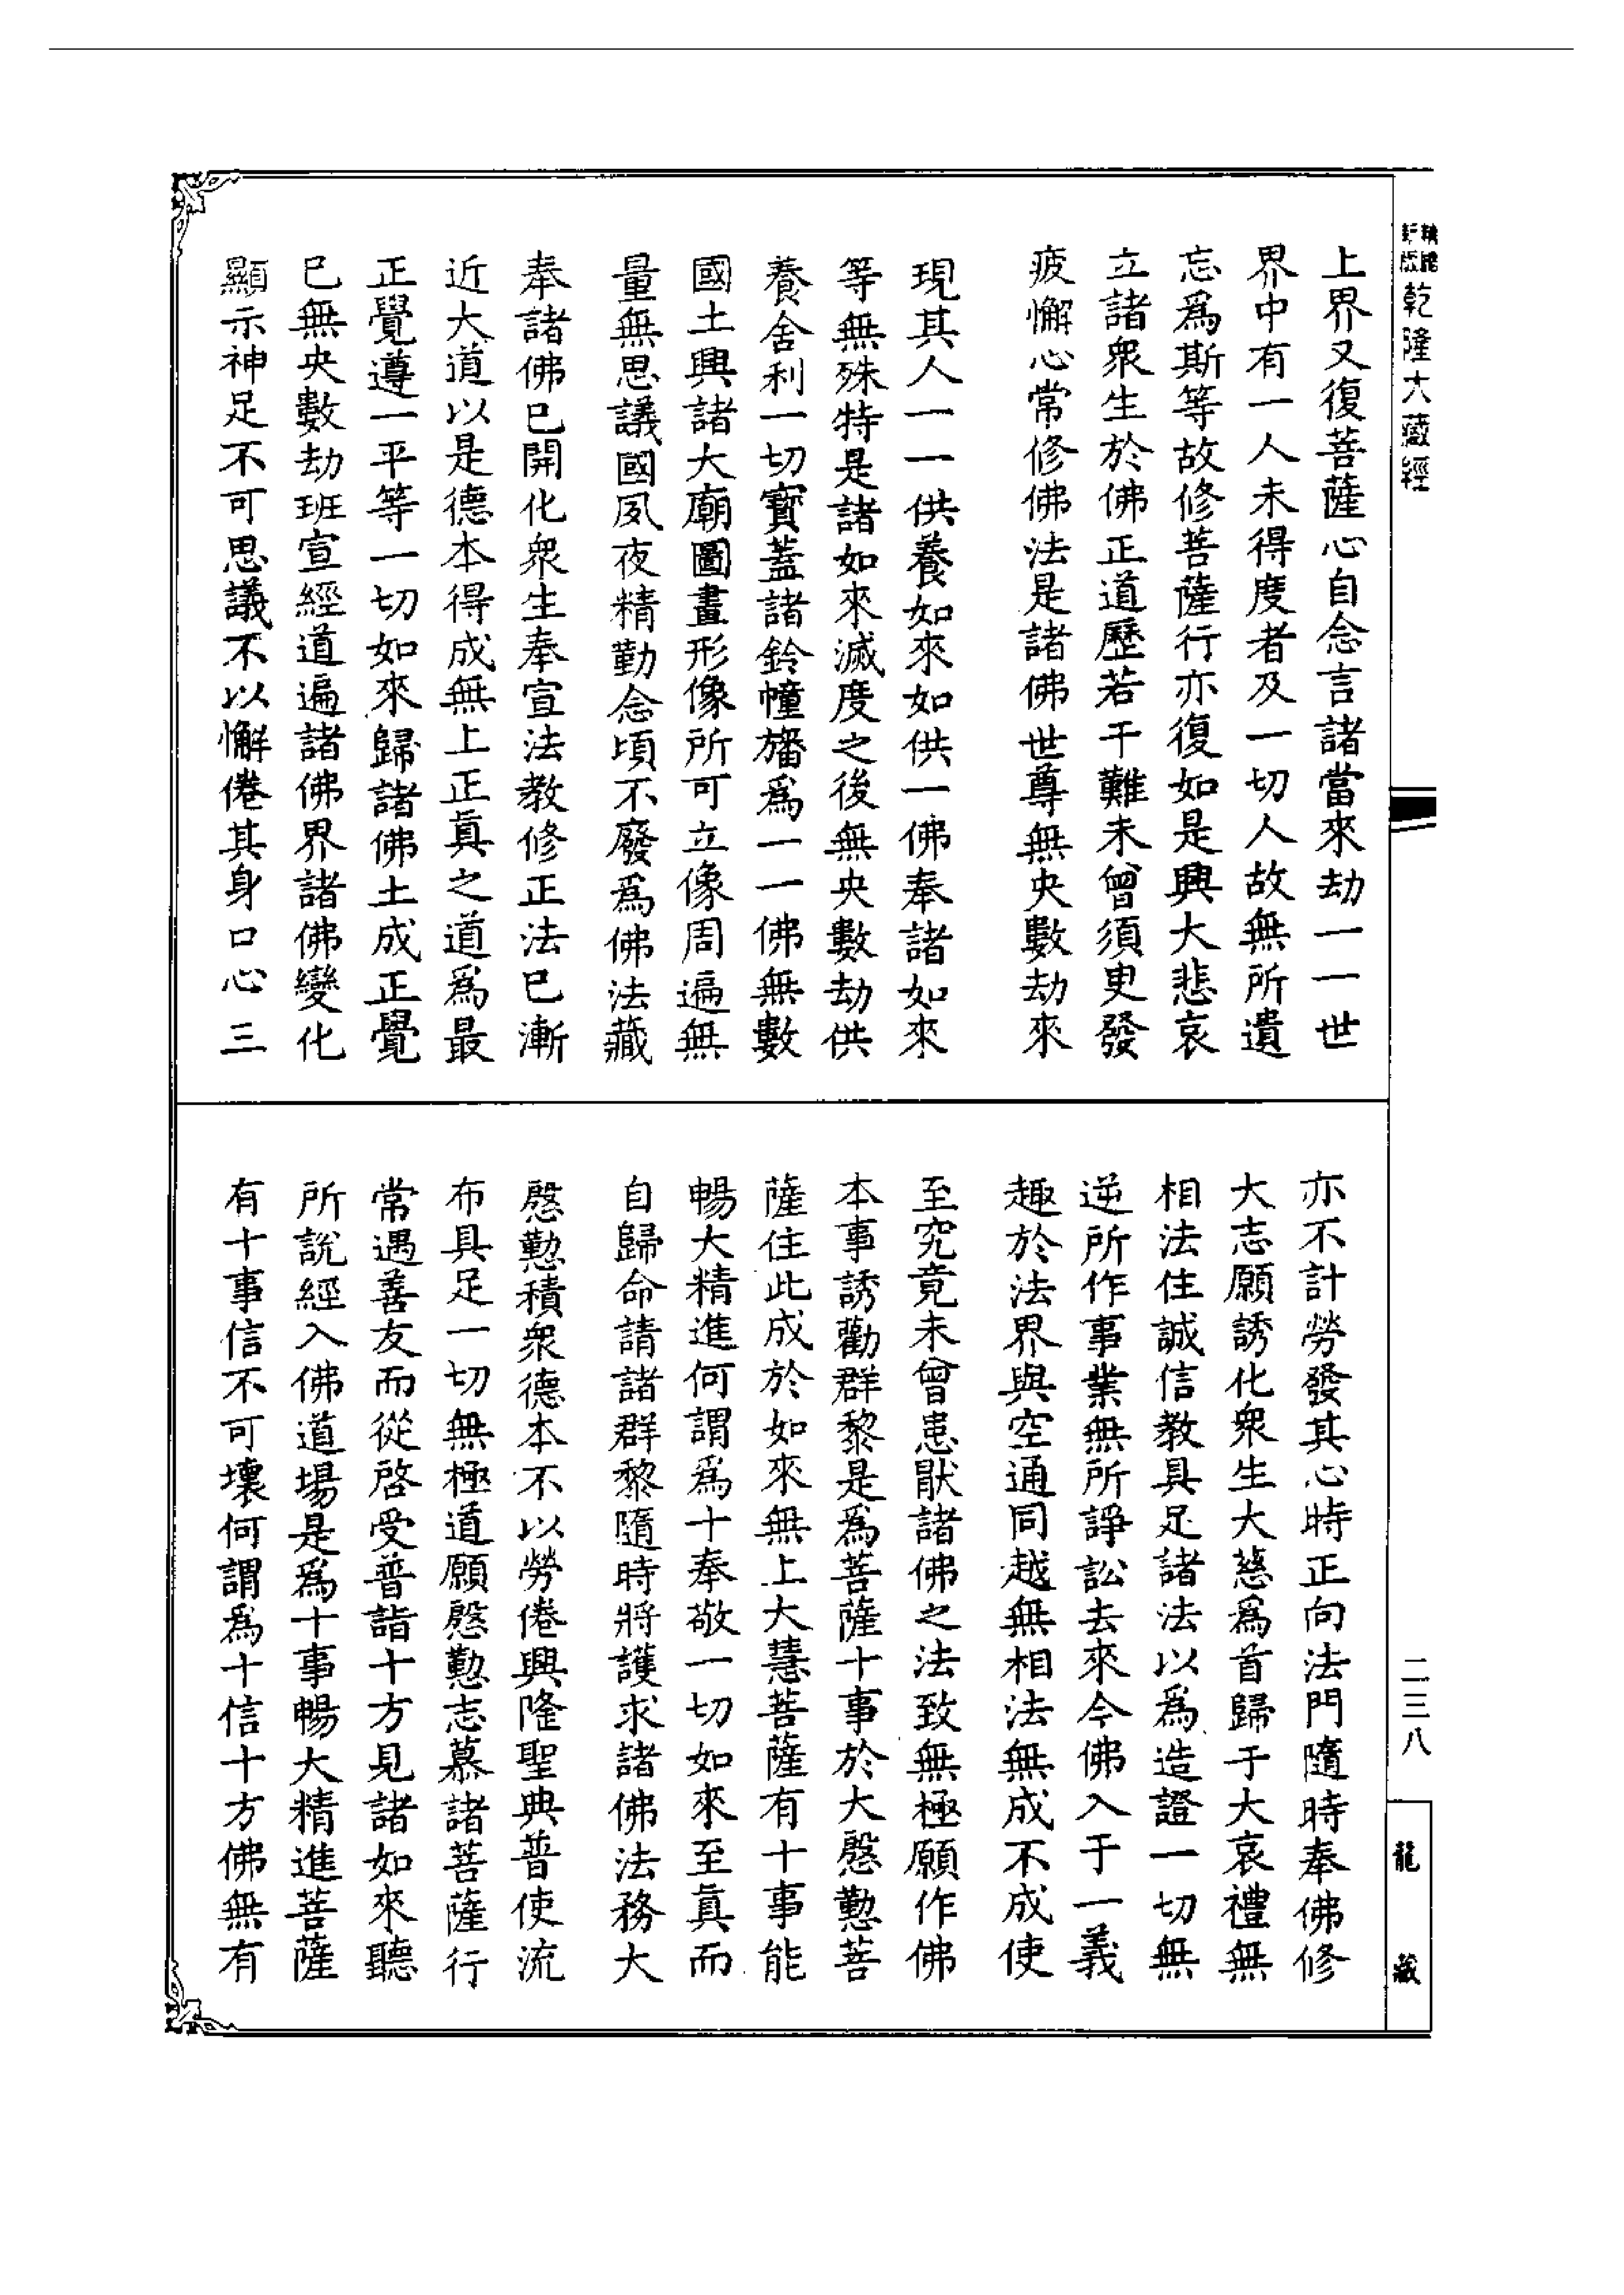 乾隆大藏經
上界又復菩薩心自念言諸當來劫一一世
界中有一人未得度者及一切人故無所遺
忘爲斯等故修菩薩行亦復如是興大悲哀
立諸衆生於佛正道歷若干難未曾須臾發
疲懈心常修佛法是諸佛世尊無央數劫來
現其人一一供養如來如供一佛奉諸如來
等無殊特是諸如來滅度之後無央數劫供
養舍利一切寶蓋諸鈴幢旛爲一一佛無數
國土興諸大廟圖畫形像所可立像周遍無
量無思議國夙夜精勤念頃不廢爲佛法藏
奉諸佛已開化衆生奉宣法教修正法已漸
近大道以是德本得成無上正眞之道爲最
正覺遵一平等一切如來歸諸佛土成正覺
已無央數劫班宣經道遍諸佛界諸佛變化
顯示神足不可思議不以懈倦其身口心三
亦不計勞發其心時正向法門隨時奉佛修
大志願誘化衆生大慈爲首歸于大哀禮無
相法住誠信教具足諸法以爲造證一切無
逆所作事業無所諍訟去來今佛入于一義
趣於法界與空通同越無相法無成不成使
至究竟未曾患猒諸佛之法致無極願作佛
本事誘勸群黎是爲菩薩十事於大慇懃菩
薩住此成於如來無上大慧菩薩有十事能
暢大精進何謂爲十奉敬一切如來至眞而
自歸命請諸群黎隨時將護求諸佛法務大
慇懃積衆德本不以勞倦興隆聖典普使流
布具足一切無極道願慇懃志慕諸菩薩行
常遇善友而從啓受普詣十方見諸如來聽
所說經入佛道場是爲十事暢大精進菩薩
有十事信不可壞何謂爲十信十方佛無有
二三八
龍藏